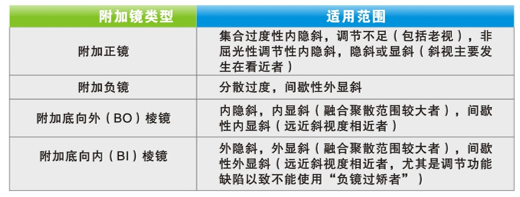 附加镜类型
适用范围
附加正镜
集合过度性内隐斜，调节不足（包括老视），非
屈光性调节性内隐斜，隐斜或显斜（斜视主要发
生在看近者）
附加负镜
分散过度，间歇性外显斜
附加底向外（BO）棱镜
内隐斜，内显斜（融合聚散范围较大者），间歇
性内显斜（远近斜视度相近者）
附加底向内（BI）棱镜
外隐斜，外显斜（融合聚散范围较大者），间歇
性外显斜（远近斜视度相近者，尤其是调节功能
缺陷以致不能使用“负镜过矫者”）